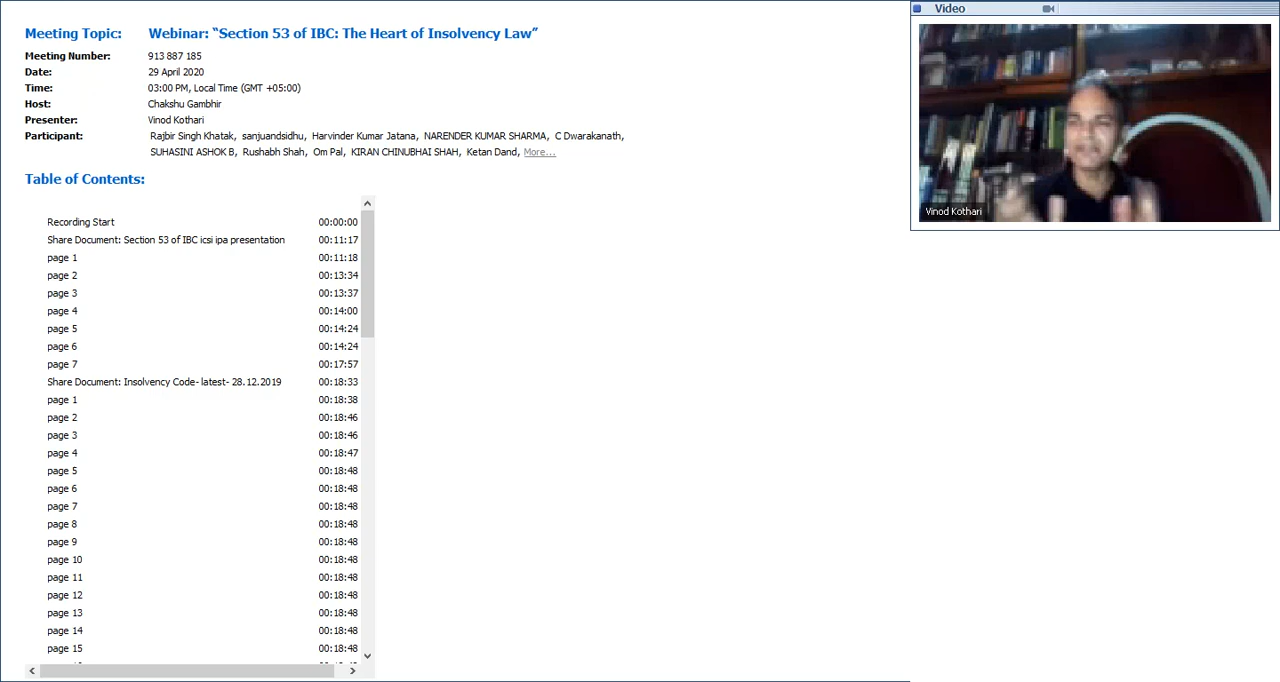 Meeting Topic: Webinar: “Section 53 of IBC: The Heart of Insolvency Law”
Meeting Number: 913 887 185
Date: 29 April 2020
Time: 03:00 PM, Local Time (GMT +05:00)
Host: Chakshu Gambhir
Presenter: Vinod Kothari
Participant: Rajbir Singh Khatak, sanjuandsidhu, Harvinder Kumar Jatana, NARENDER KUMAR SHARMA, C Dwarakanath,
SUHASINI ASHOK B, Rushabh Shah, Om Pal, KIRAN CHINUBHAI SHAH, Ketan Dand, More...
Table of Contents:
Recording Start 00:00:00
Share Document: Section 53 of IBC icsi ipa presentation 00:11:17
page 1 00:11:18
page 2 00:13:34
page 3 00:13:37
page 4 00:14:00
page 5 00:14:24
page 6 00:14:24
page 7 00:17:57
Share Document: Insolvency Code- latest- 28.12.2019 00:18:33
page 1 00:18:38
page 2 00:18:46
page 3 00:18:46
page 4 00:18:47
page 5 00:18:48
page 6 00:18:48
page 7 00:18:48
page 8 00:18:48
page 9 00:18:48
page 10 00:18:48
page 11 00:18:48
page 12 00:18:48
page 13 00:18:48
page 14 00:18:48
page 15 00:18:48
Video
Vinod Kothari